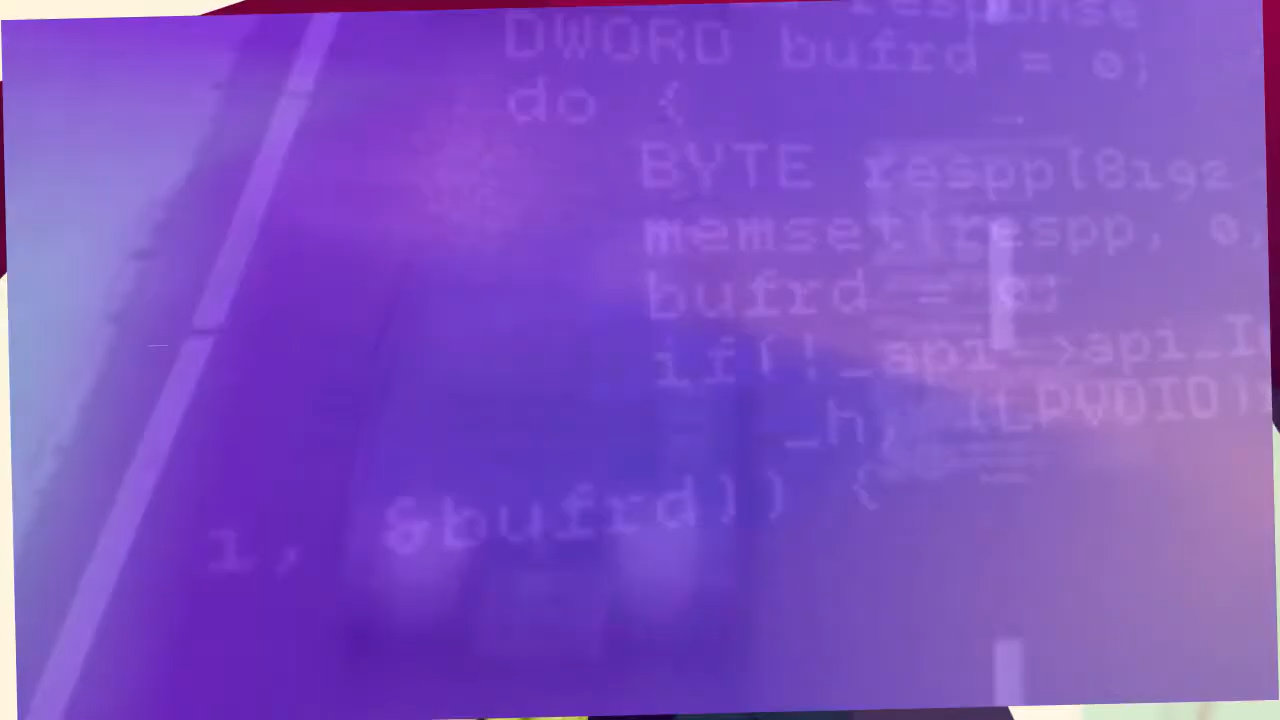 response
DWORD bufrd = 0;
do {
BYTE respp[8192
memset(respp, 0,
bufrd = 0;
if(!_api->api_I
_h, (LPVOID)
1, &bufrd)) {